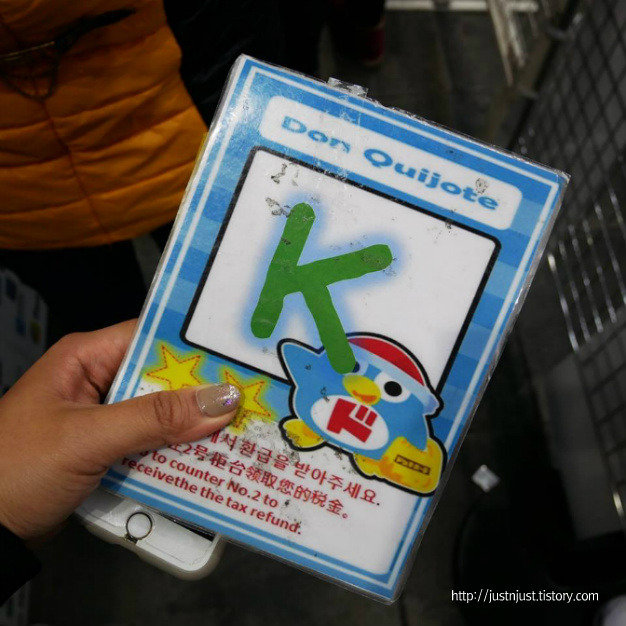 Don Quijote
K
ド
에서 환급을 받아주세요.
2号柜台领取您的税金。
to counter No.2 to
receivethe the tax refund.
http://justnjust.tistory.com